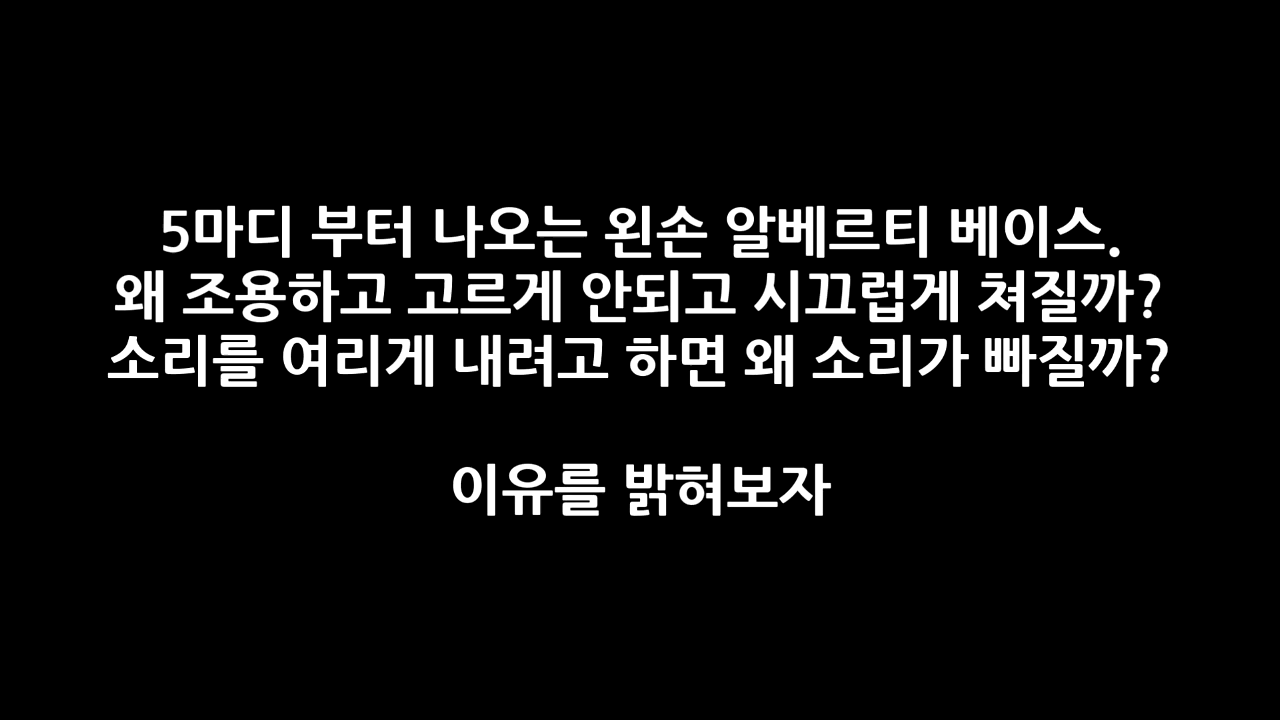 5마디 부터 나오는 왼손 알베르티 베이스.
왜 조용하고 고르게 안되고 시끄럽게 쳐질까?
소리를 여리게 내려고 하면 왜 소리가 빠질까?
이유를 밝혀보자